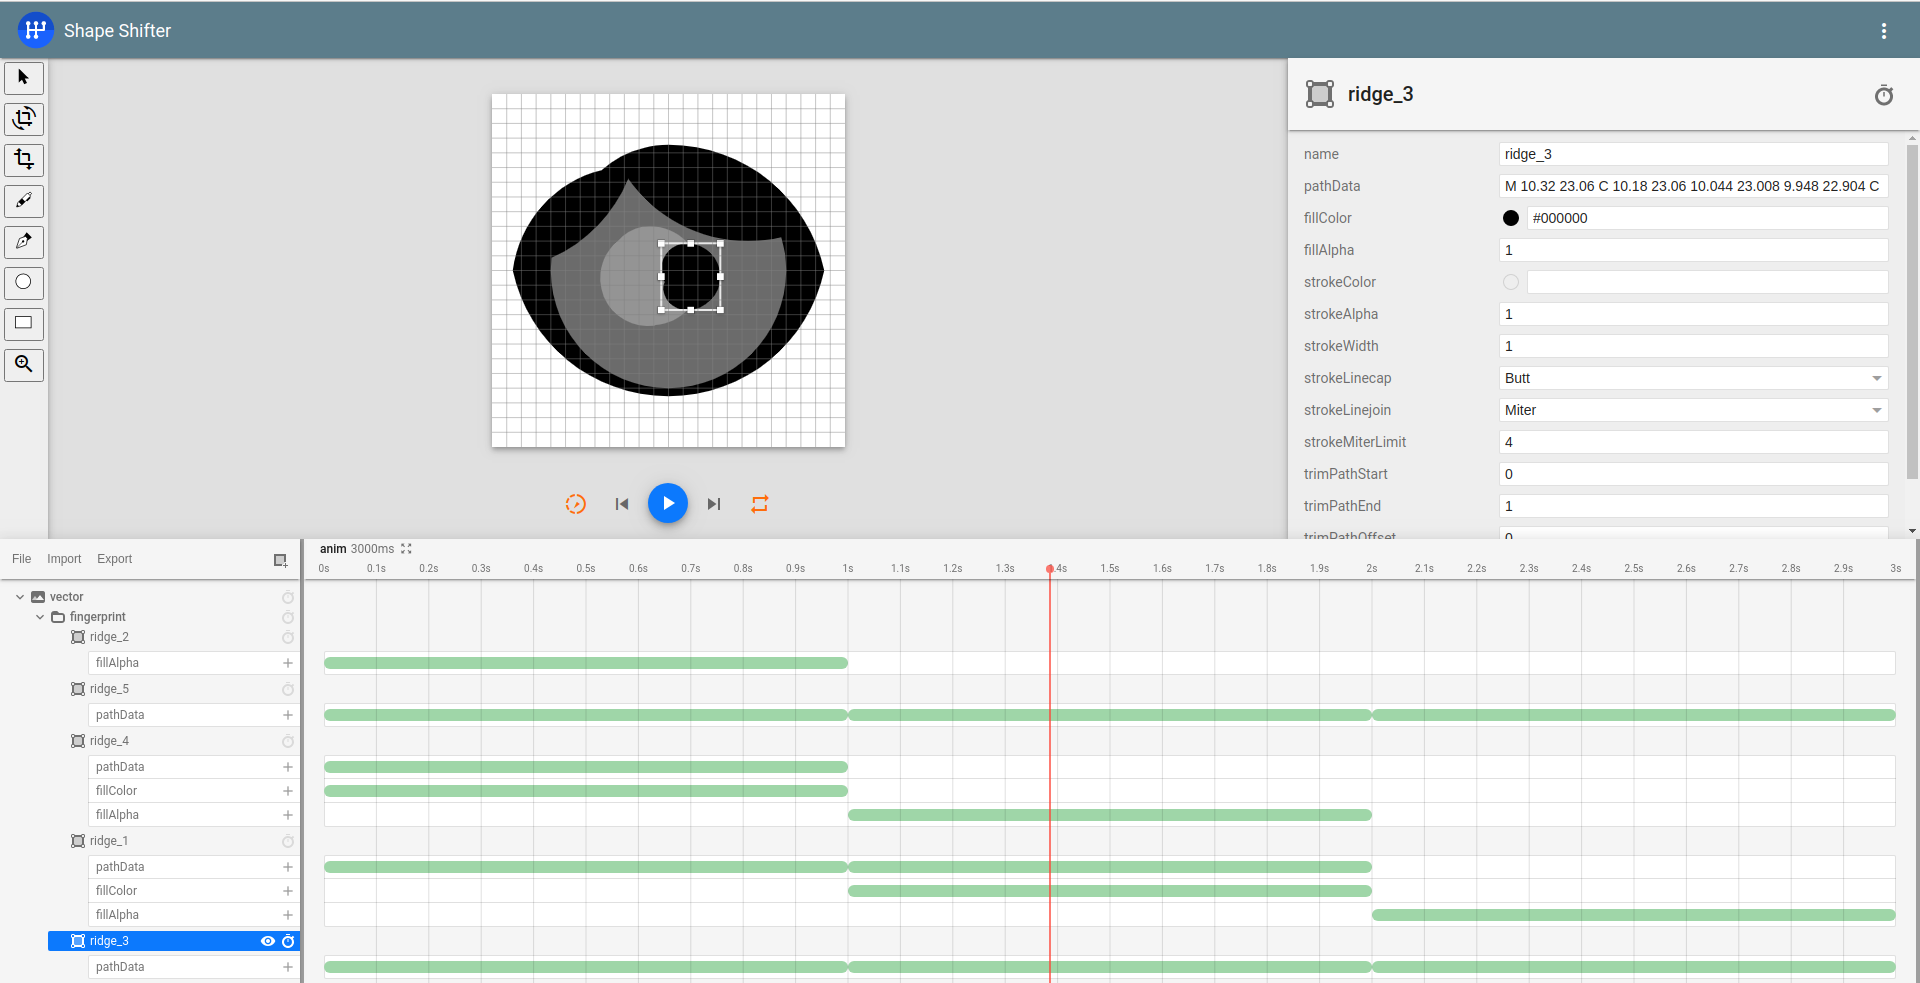 Shape Shifter
ridge_3
name ridge_3
pathData M 10.32 23.06 C 10.18 23.06 10.044 23.008 9.948 22.904 C
fillColor #000000
fillAlpha 1
strokeColor
strokeAlpha 1
strokeWidth 1
strokeLinecap Butt
strokeLinejoin Miter
strokeMiterLimit 4
trimPathStart 0
trimPathEnd 1
trimPathOffset 0
File Import Export
anim 3000ms
0s 0.1s 0.2s 0.3s 0.4s 0.5s 0.6s 0.7s 0.8s 0.9s 1s 1.1s 1.2s 1.3s 1.4s 1.5s 1.6s 1.7s 1.8s 1.9s 2s 2.1s 2.2s 2.3s 2.4s 2.5s 2.6s 2.7s 2.8s 2.9s 3s
vector
fingerprint
ridge_2
fillAlpha
ridge_5
pathData
ridge_4
pathData
fillColor
fillAlpha
ridge_1
pathData
fillColor
fillAlpha
ridge_3
pathData